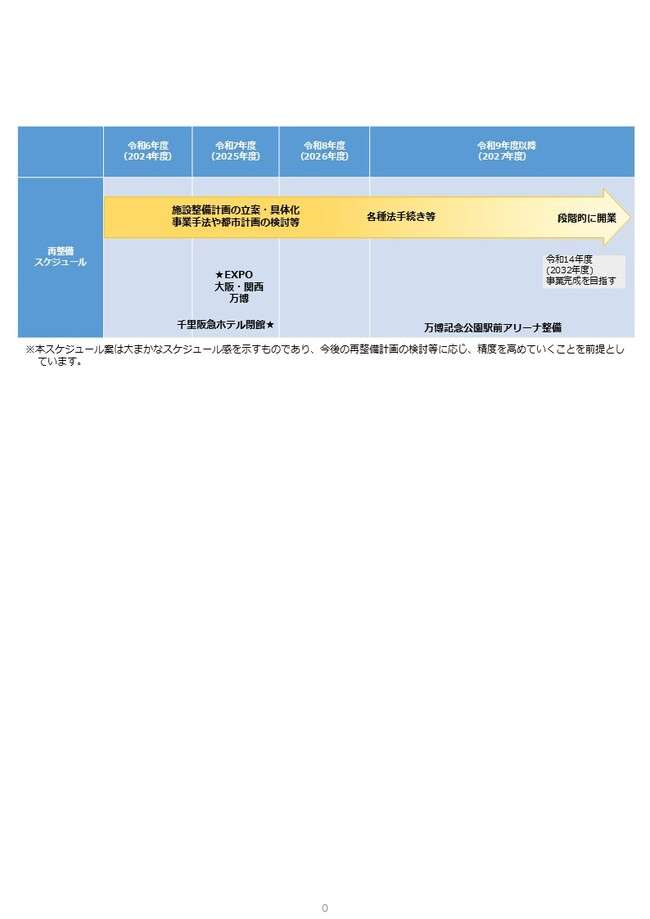 令和6年度
(2024年度)
令和7年度
(2025年度)
令和8年度
(2026年度)
令和9年度以降
(2027年度)
再整備
スケジュール
施設整備計画の立案・具体化
事業手法や都市計画の検討等
各種法手続き等
段階的に開業
★EXPO
大阪・関西
万博
令和14年度
(2032年度)
事業完成を目指す
千里阪急ホテル閉館★
万博記念公園駅前アリーナ整備
※本スケジュール案は大まかなスケジュール感を示すものであり、今後の再整備計画の検討等に応じ、精度を高めていくことを前提とし
ています。
0